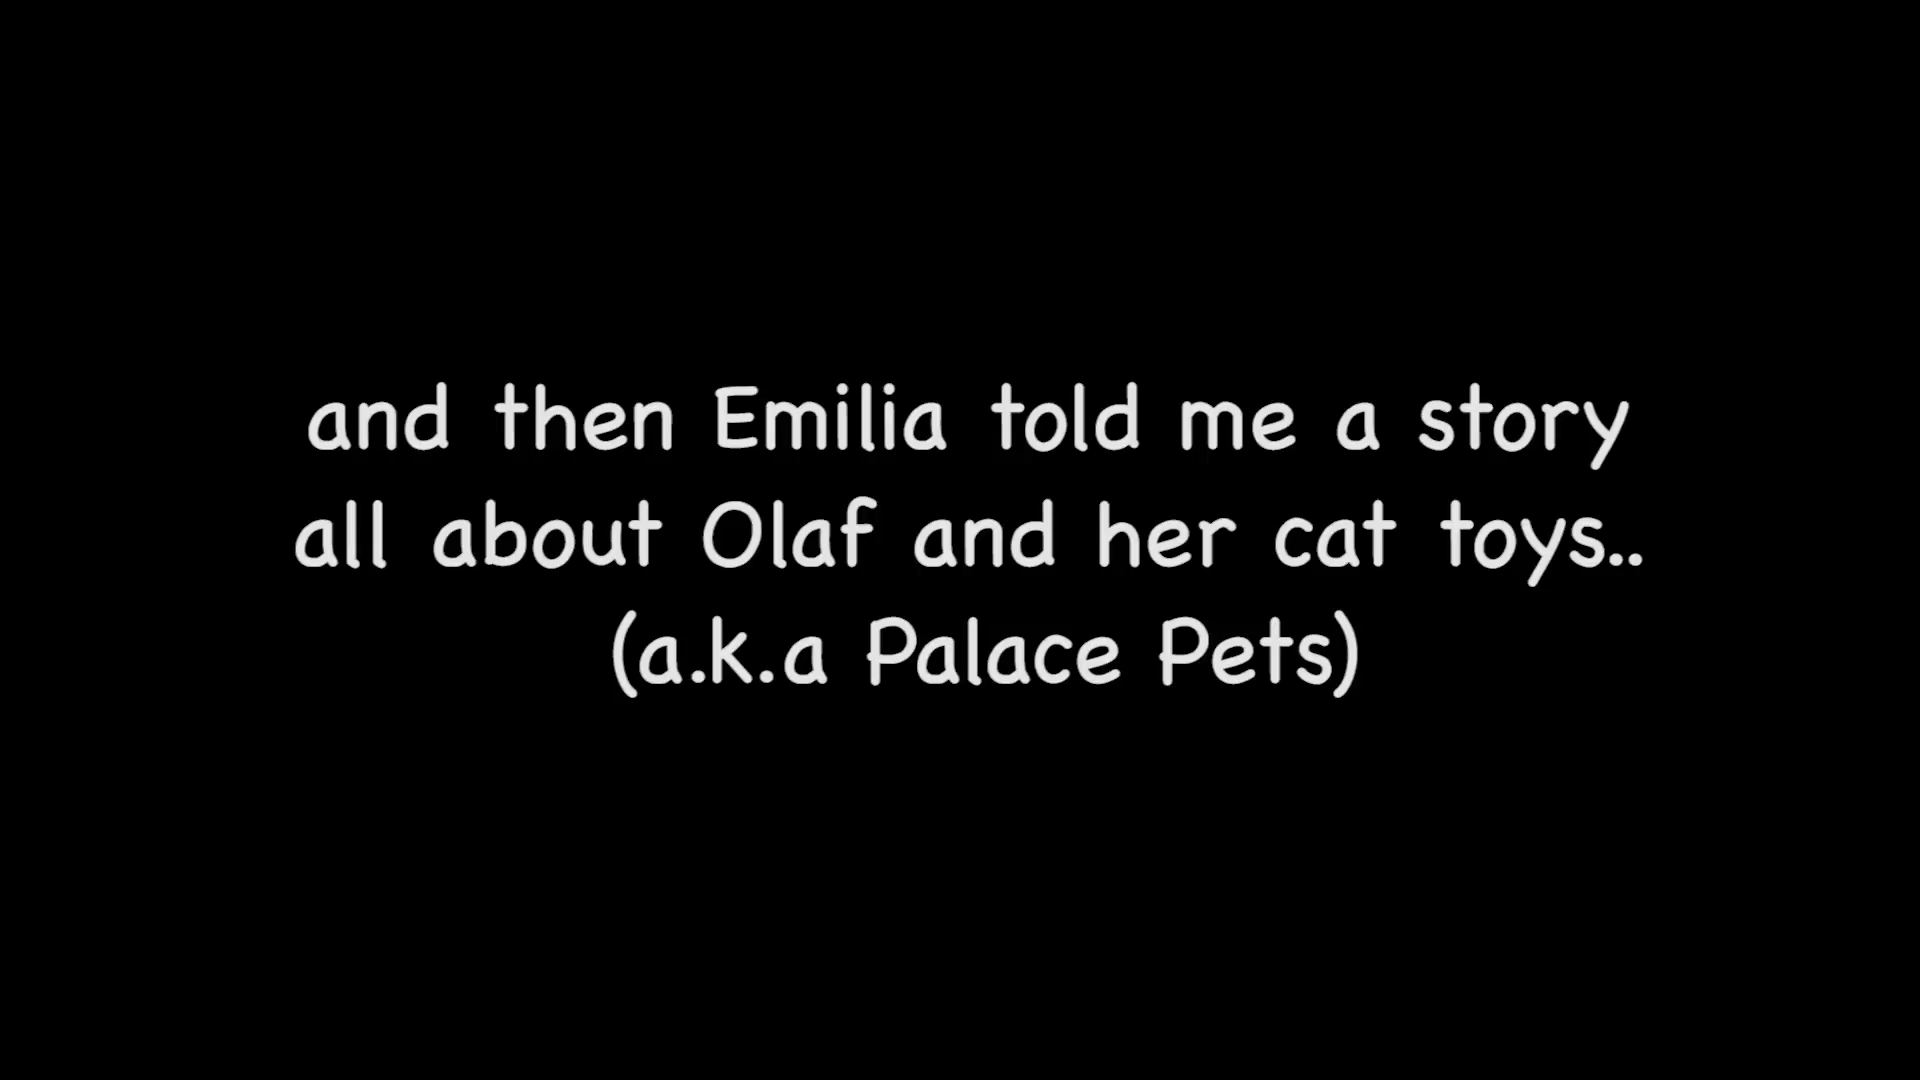 and then Emilia told me a story
all about Olaf and her cat toys..
(a.k.a Palace Pets)